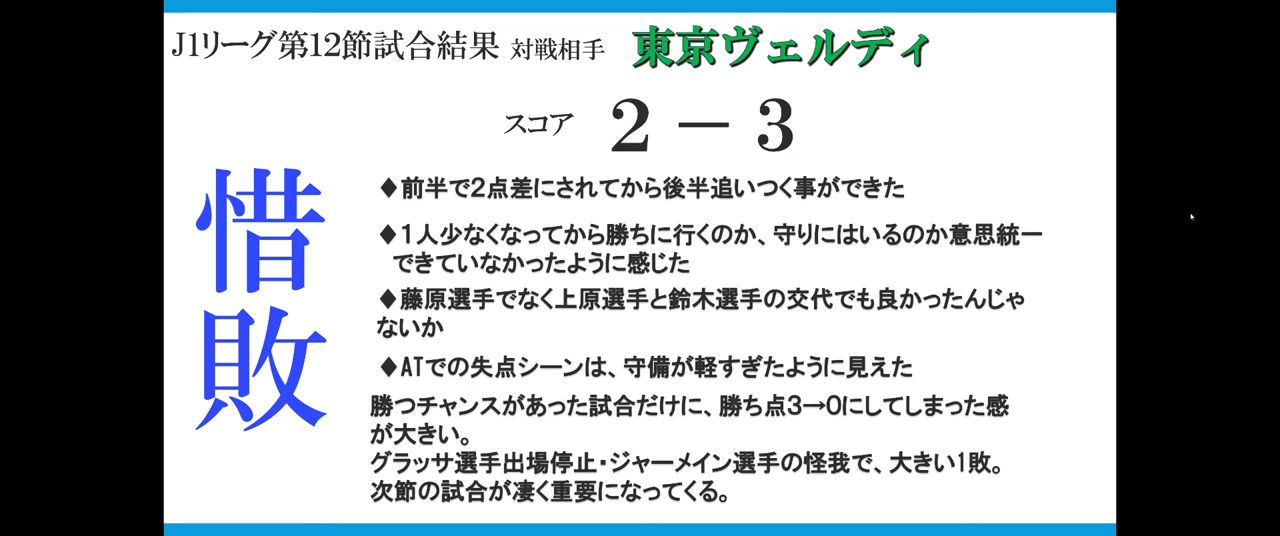 J1リーグ第12節試合結果 対戦相手 東京ヴェルディ
スコア 2－3
惜敗
♦前半で2点差にされてから後半追いつく事ができた
♦1人少なくなってから勝ちに行くのか、守りにはいるのか意思統一
できていなかったように感じた
♦藤原選手でなく上原選手と鈴木選手の交代でも良かったんじゃ
ないか
♦ATでの失点シーンは、守備が軽すぎたように見えた
勝つチャンスがあった試合だけに、勝ち点3→0にしてしまった感
が大きい。
グラッサ選手出場停止・ジャーメイン選手の怪我で、大きい1敗。
次節の試合が凄く重要になってくる。